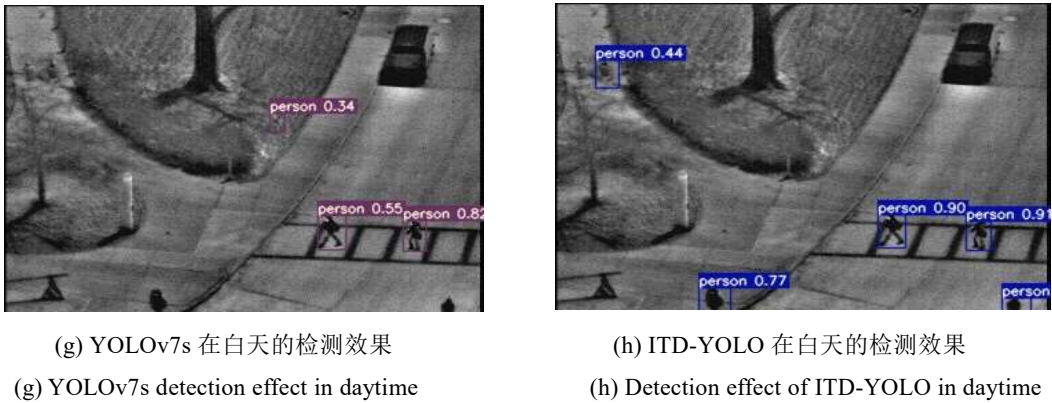 person 0.34
person 0.55
person 0.82
person 0.44
person 0.90
person 0.91
person 0.77
person
(g) YOLOv7s 在白天的检测效果
(h) ITD-YOLO 在白天的检测效果
(g) YOLOv7s detection effect in daytime
(h) Detection effect of ITD-YOLO in daytime